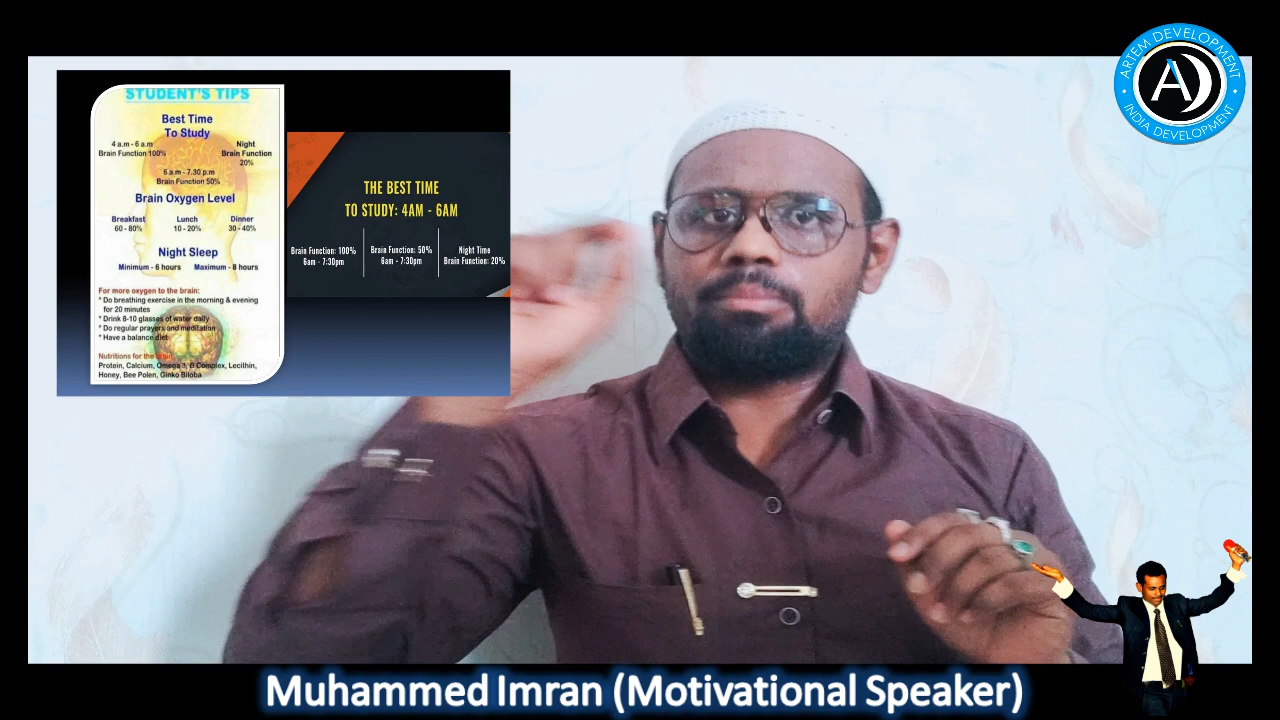 STUDENT'S TIPS
Best Time
To Study
4 a.m - 6 a.m
Brain Function 100%
Night
Brain Function
20%
6 a.m - 7.30 p.m
Brain Function 50%
Brain Oxygen Level
Breakfast
60 - 80%
Lunch
10 - 20%
Dinner
30 - 40%
Night Sleep
Minimum - 6 hours Maximum - 8 hours
For more oxygen to the brain:
* Do breathing exercise in the morning & evening
for 20 minutes
* Drink 8-10 glasses of water daily
* Do regular prayers and meditation
* Have a balance diet
Nutritions for the brain
Protein, Calcium, Omega 3, B Complex, Lecithin,
Honey, Bee Polen, Ginko Biloba
THE BEST TIME
TO STUDY: 4AM - 6AM
Brain Function: 100%
6am - 7:30pm
Brain Function: 50%
6am - 7:30pm
Night Time
Brain Function: 20%
ARTEM DEVELOPMENT
A
INDIA DEVELOPMENT
Muhammed Imran (Motivational Speaker)